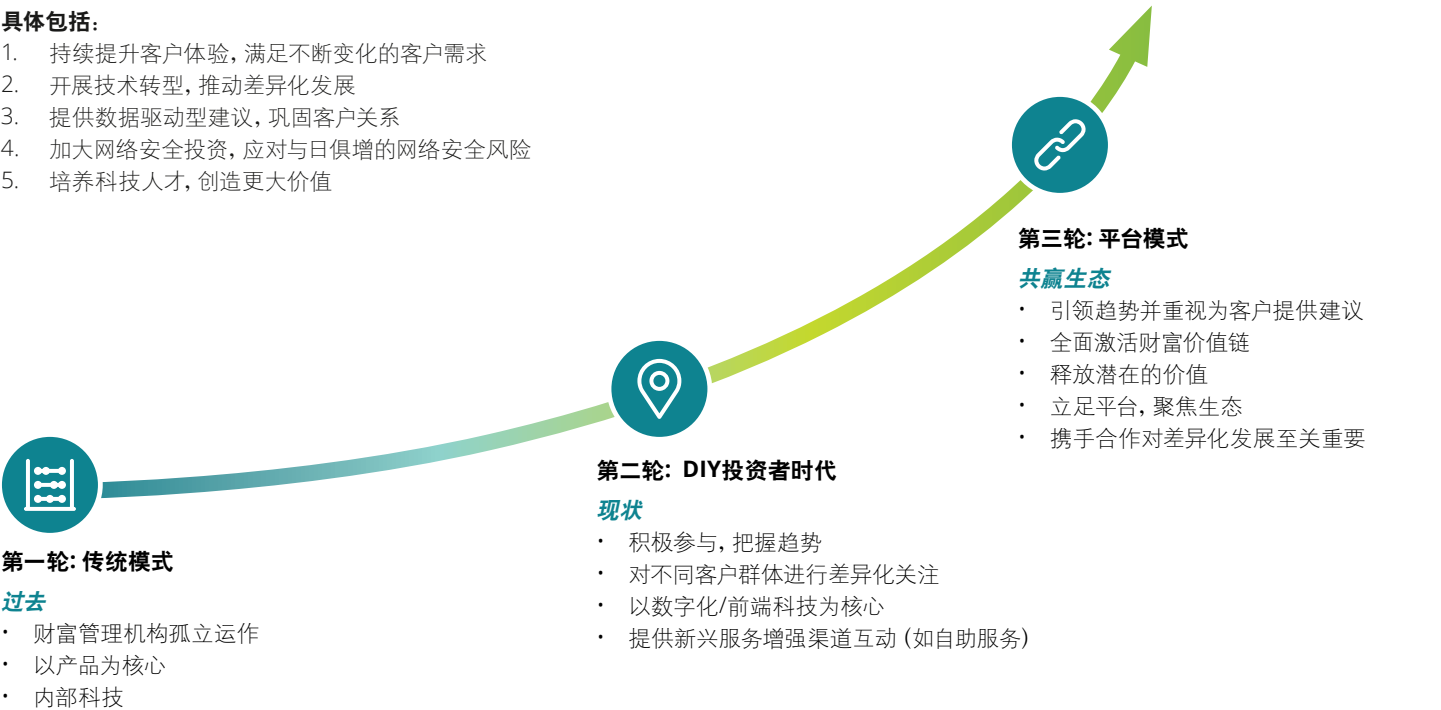 具体包括：
1. 持续提升客户体验，满足不断变化的客户需求
2. 开展技术转型，推动差异化发展
3. 提供数据驱动型建议，巩固客户关系
4. 加大网络安全投资，应对与日俱增的网络安全风险
5. 培养科技人才，创造更大价值
第三轮：平台模式
共赢生态
• 引领趋势并重视为客户提供建议
• 全面激活财富价值链
• 释放潜在的价值
• 立足平台，聚焦生态
• 携手合作对差异化发展至关重要
第二轮：DIY投资者时代
现状
• 积极参与，把握趋势
• 对不同客户群体进行差异化关注
• 以数字化/前端科技为核心
• 提供新兴服务增强渠道互动（如自助服务）
第一轮：传统模式
过去
• 财富管理机构孤立运作
• 以产品为核心
• 内部科技